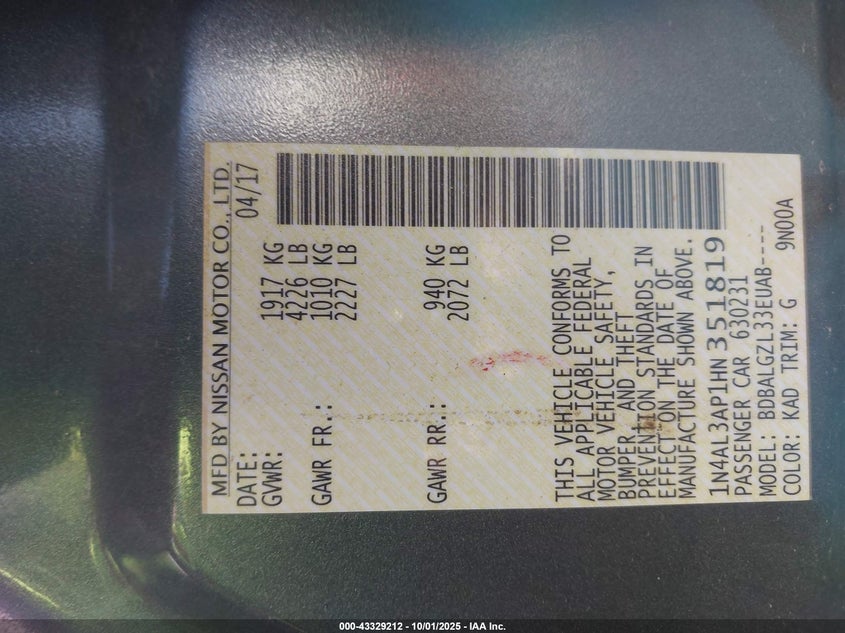 MFD BY NISSAN MOTOR CO., LTD.
DATE: 04/17
GVWR: 1917 KG
4226 LB
GAWR FR.: 1010 KG
2227 LB
GAWR RR.: 940 KG
2072 LB
THIS VEHICLE CONFORMS TO
ALL APPLICABLE FEDERAL
MOTOR VEHICLE SAFETY,
BUMPER, AND THEFT
PREVENTION STANDARDS IN
EFFECT ON THE DATE OF
MANUFACTURE SHOWN ABOVE.
1N4AL3AP1HN351819
PASSENGER CAR 630231
MODEL: BDBALGZL33EUAB----
COLOR: KAD TRIM: G 9N00A
000-43329212 - 10/01/2025 - IAA Inc.